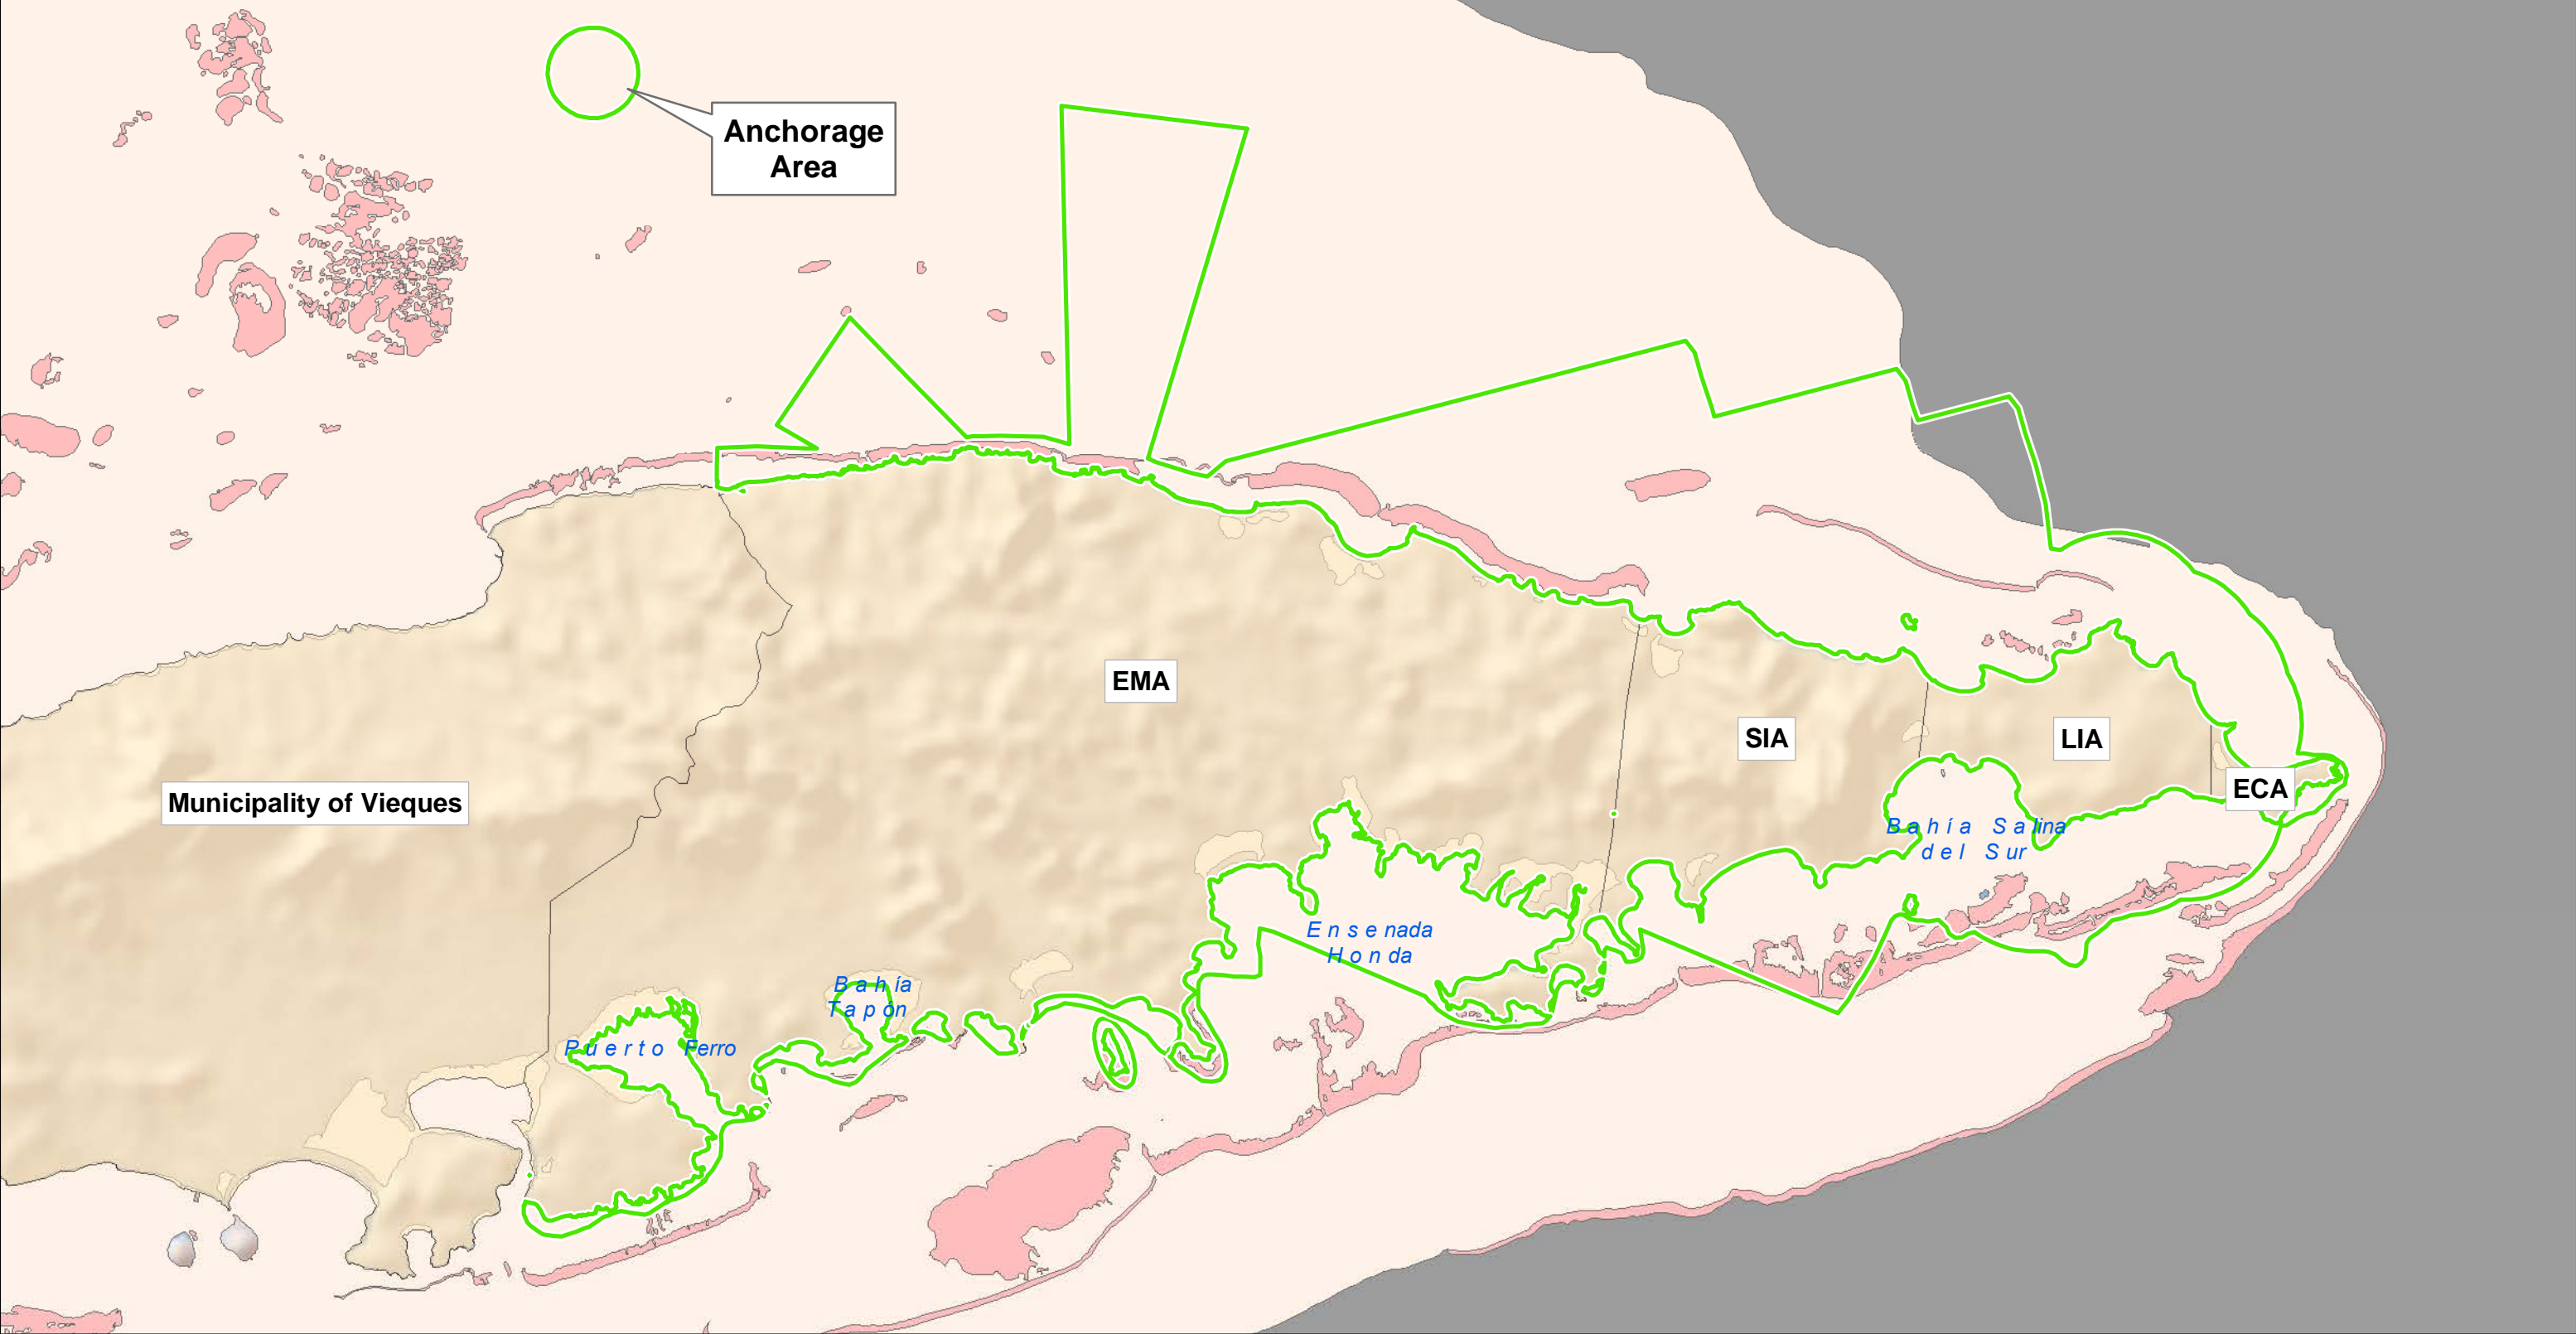 Anchorage
Area
EMA
SIA
LIA
ECA
Municipality of Vieques
Bahía Salina
del Sur
Ensenada
Honda
Bahía
Tapón
Puerto Ferro